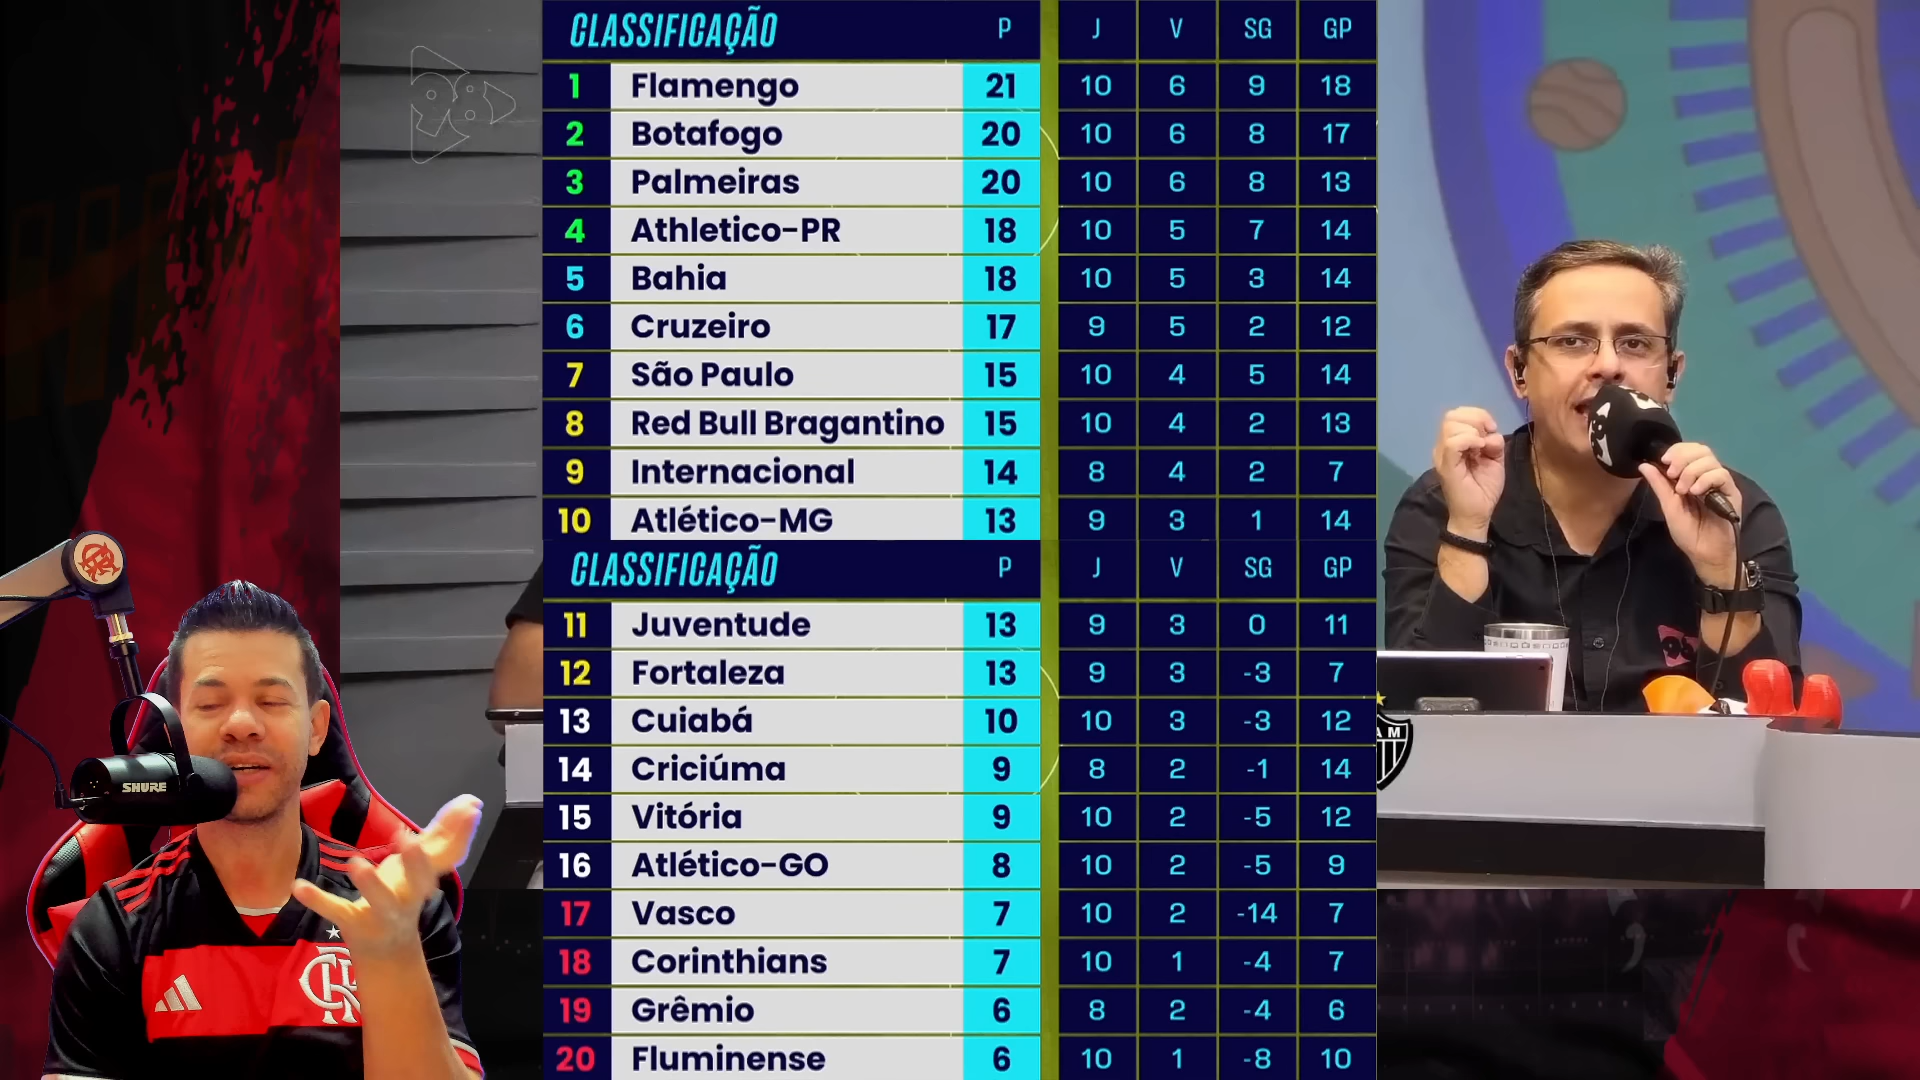 CLASSIFICAÇÃO P J V SG GP
1 Flamengo 21 10 6 9 18
2 Botafogo 20 10 6 8 17
3 Palmeiras 20 10 6 8 13
4 Athletico-PR 18 10 5 7 14
5 Bahia 18 10 5 3 14
6 Cruzeiro 17 9 5 2 12
7 São Paulo 15 10 4 5 14
8 Red Bull Bragantino 15 10 4 2 13
9 Internacional 14 8 4 2 7
10 Atlético-MG 13 9 3 1 14
CLASSIFICAÇÃO P J V SG GP
11 Juventude 13 9 3 0 11
12 Fortaleza 13 9 3 -3 7
13 Cuiabá 10 10 3 -3 12
14 Criciúma 9 8 2 -1 14
15 Vitória 9 10 2 -5 12
16 Atlético-GO 8 10 2 -5 9
17 Vasco 7 10 2 -14 7
18 Corinthians 7 10 1 -4 7
19 Grêmio 6 8 2 -4 6
20 Fluminense 6 10 1 -8 10
98
SHURE
98